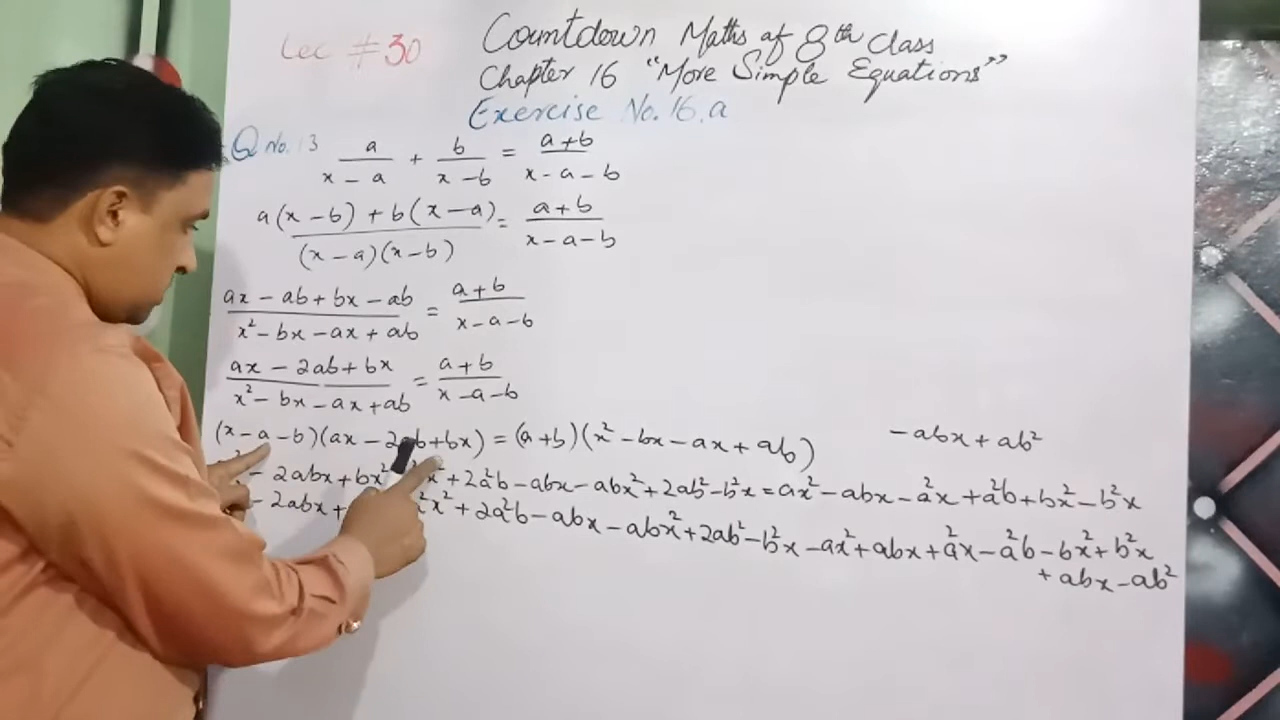 Lec #30
Countdown Maths of 8th Class
Chapter 16 "More Simple Equations"
Exercise No. 16.a
Q No. 13 a/(x - a) + b/(x - b) = (a+b)/(x - a - b)
(a(x - b) + b(x - a))/((x - a)(x - b)) = (a+b)/(x - a - b)
(ax - ab + bx - ab)/(x² - bx - ax + ab) = (a+b)/(x - a - b)
(ax - 2ab + bx)/(x² - bx - ax + ab) = (a+b)/(x - a - b)
(x - a - b)(ax - 2ab + bx) = (a+b)(x² - bx - ax + ab)
- abx + ab²
- 2abx + bx² x² + 2a²b - abx - abx² + 2ab² - b²x = ax² - abx - a²x + a²b + bx² - b²x
- 2abx + ²x² + 2a²b - abx - abx² + 2ab² - b²x - ax² + abx + a²x - a²b - bx² + b²x
+ abx - ab²